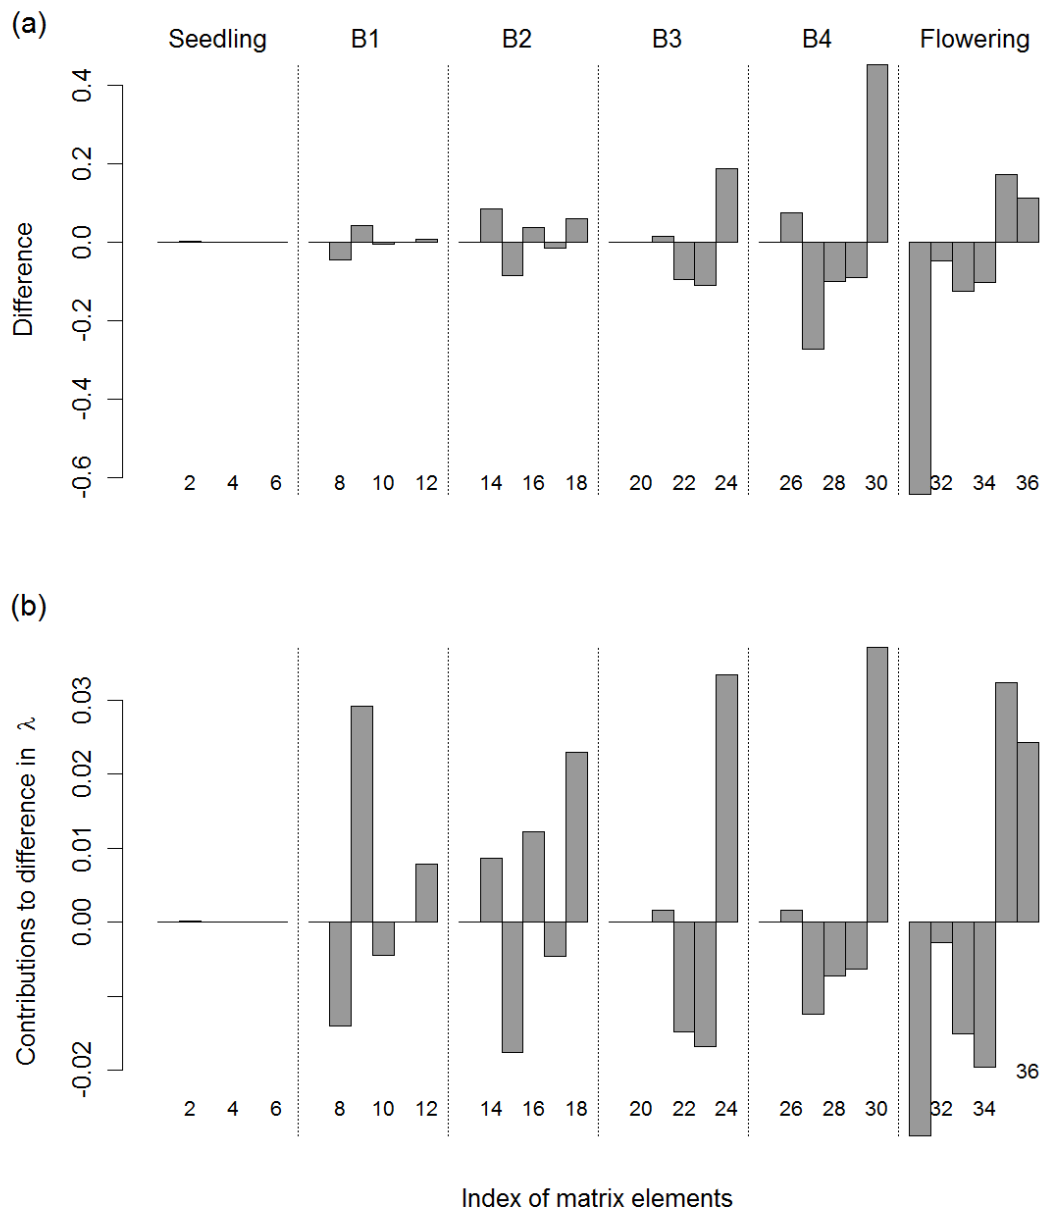 (a)
Seedling B1 B2 B3 B4 Flowering
Difference
0.4
0.2
0.0
-0.2
-0.4
-0.6
2 4 6 8 10 12 14 16 18 20 22 24 26 28 30 32 34 36
(b)
Contributions to difference in λ
0.03
0.02
0.01
0.00
-0.02
36
2 4 6 8 10 12 14 16 18 20 22 24 26 28 30 32 34
Index of matrix elements